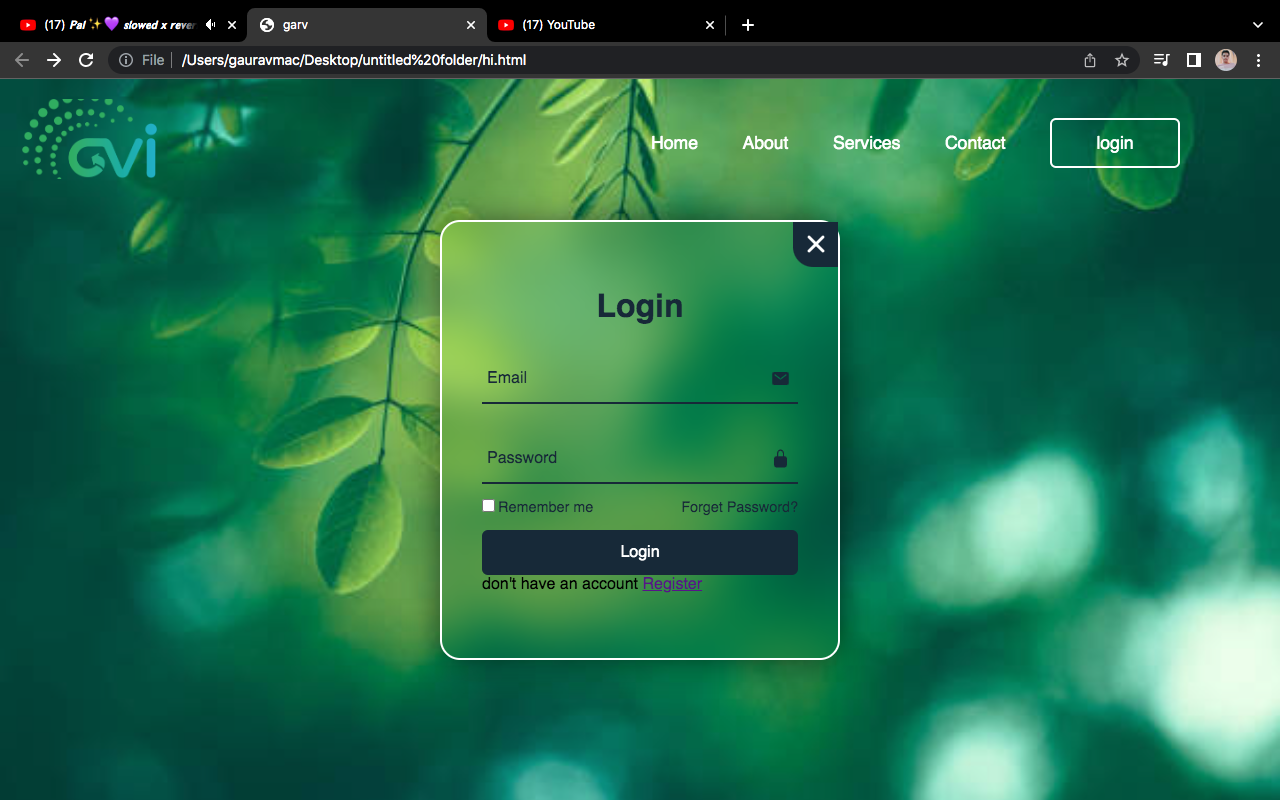 (17) Pal ✨💜 slowed x rever
garv
(17) YouTube
File
/Users/gauravmac/Desktop/untitled%20folder/hi.html
avi
Home
About
Services
Contact
login
Login
Email
Password
Remember me
Forget Password?
Login
don't have an account Register